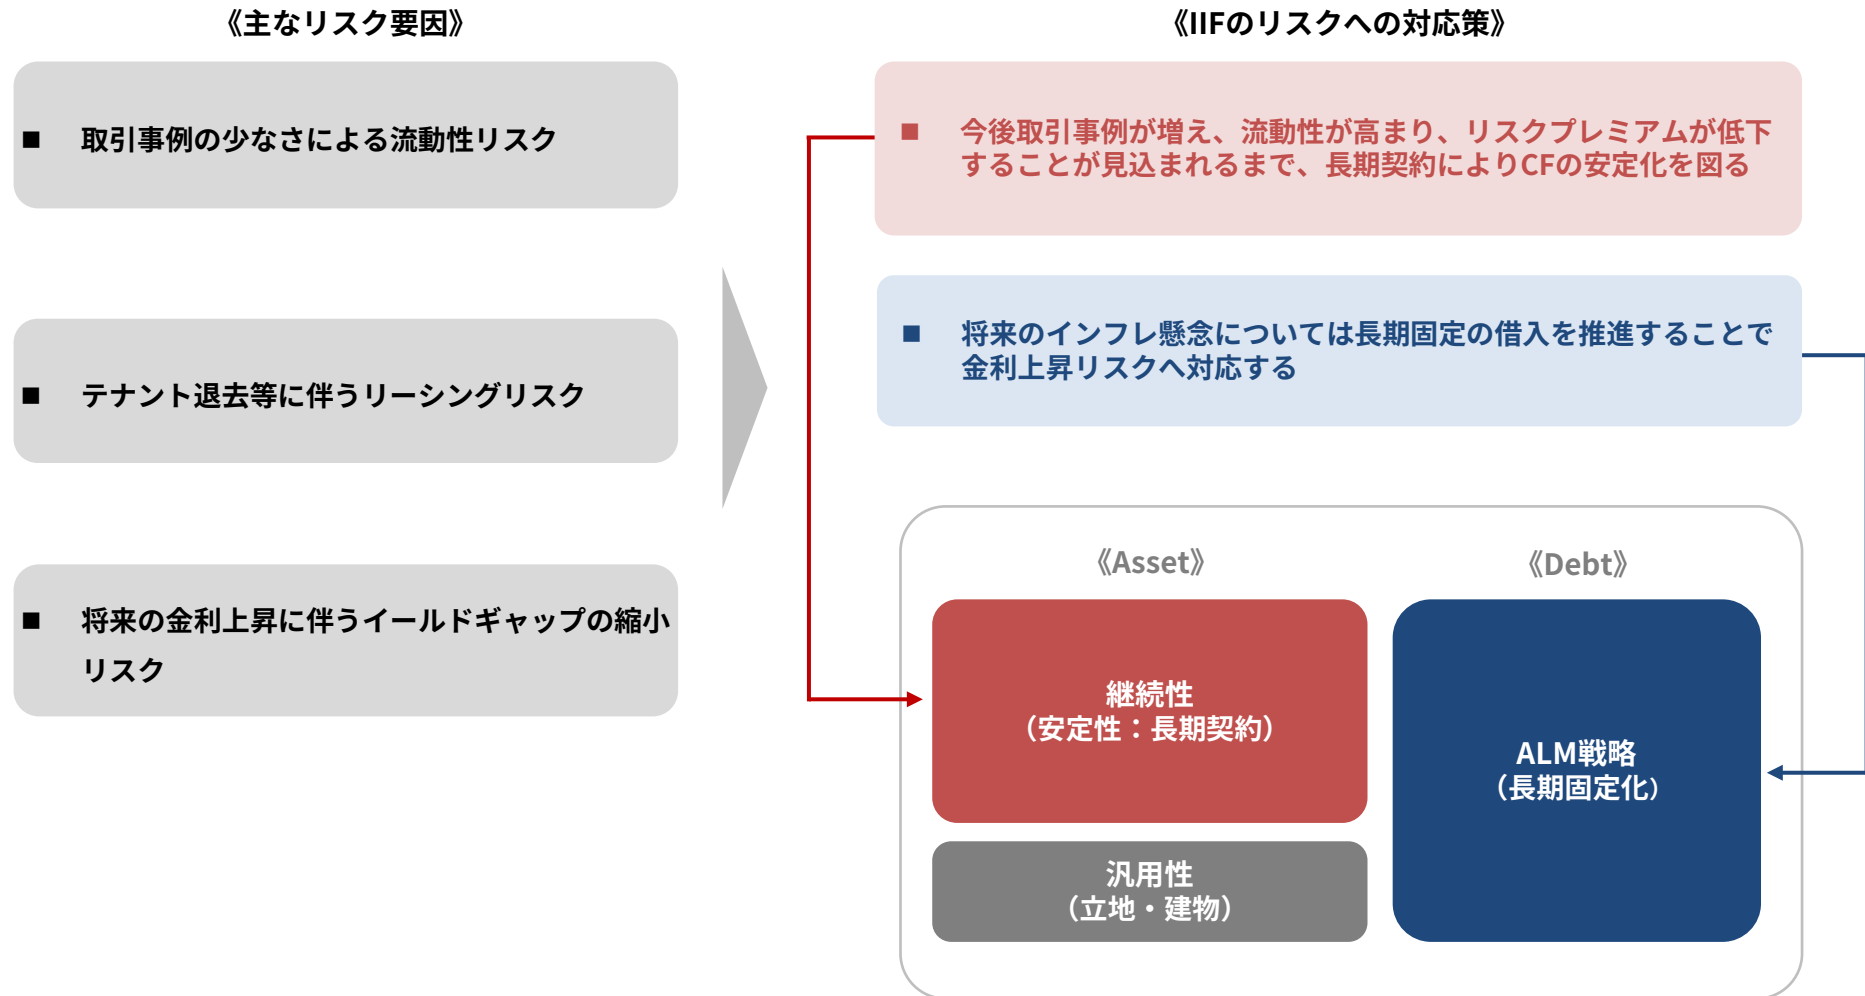 《主なリスク要因》
■ 取引事例の少なさによる流動性リスク
■ テナント退去等に伴うリーシングリスク
■ 将来の金利上昇に伴うイールドギャップの縮小
リスク
《IIFのリスクへの対応策》
■ 今後取引事例が増え、流動性が高まり、リスクプレミアムが低下
することが見込まれるまで、長期契約によりCFの安定化を図る
■ 将来のインフレ懸念については長期固定の借入を推進することで
金利上昇リスクへ対応する
《Asset》
継続性
（安定性：長期契約）
汎用性
（立地・建物）
《Debt》
ALM戦略
（長期固定化）